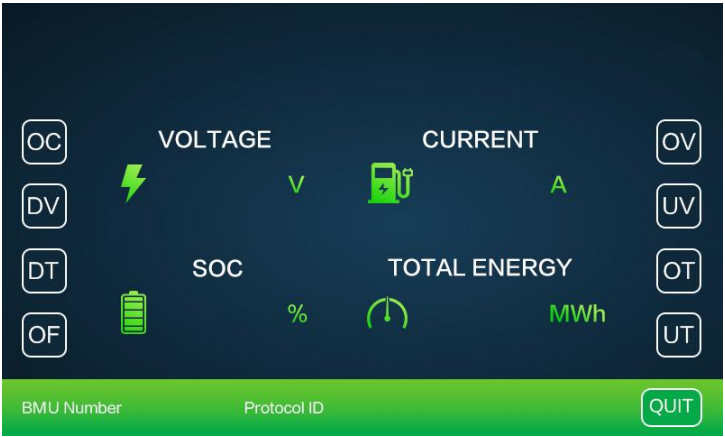 OC
VOLTAGE
CURRENT
OV
V
A
DV
UV
DT
SOC
TOTAL ENERGY
OT
%
MWh
OF
UT
BMU Number
Protocol ID
QUIT